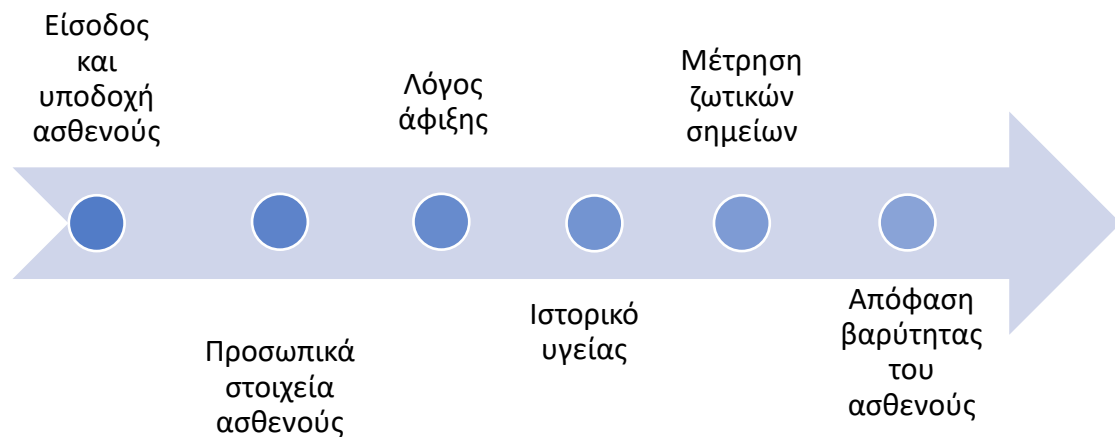 Είσοδος
και
υποδοχή
ασθενούς
Προσωπικά
στοιχεία
ασθενούς
Λόγος
άφιξης
Ιστορικό
υγείας
Μέτρηση
ζωτικών
σημείων
Απόφαση
βαρύτητας
του
ασθενούς